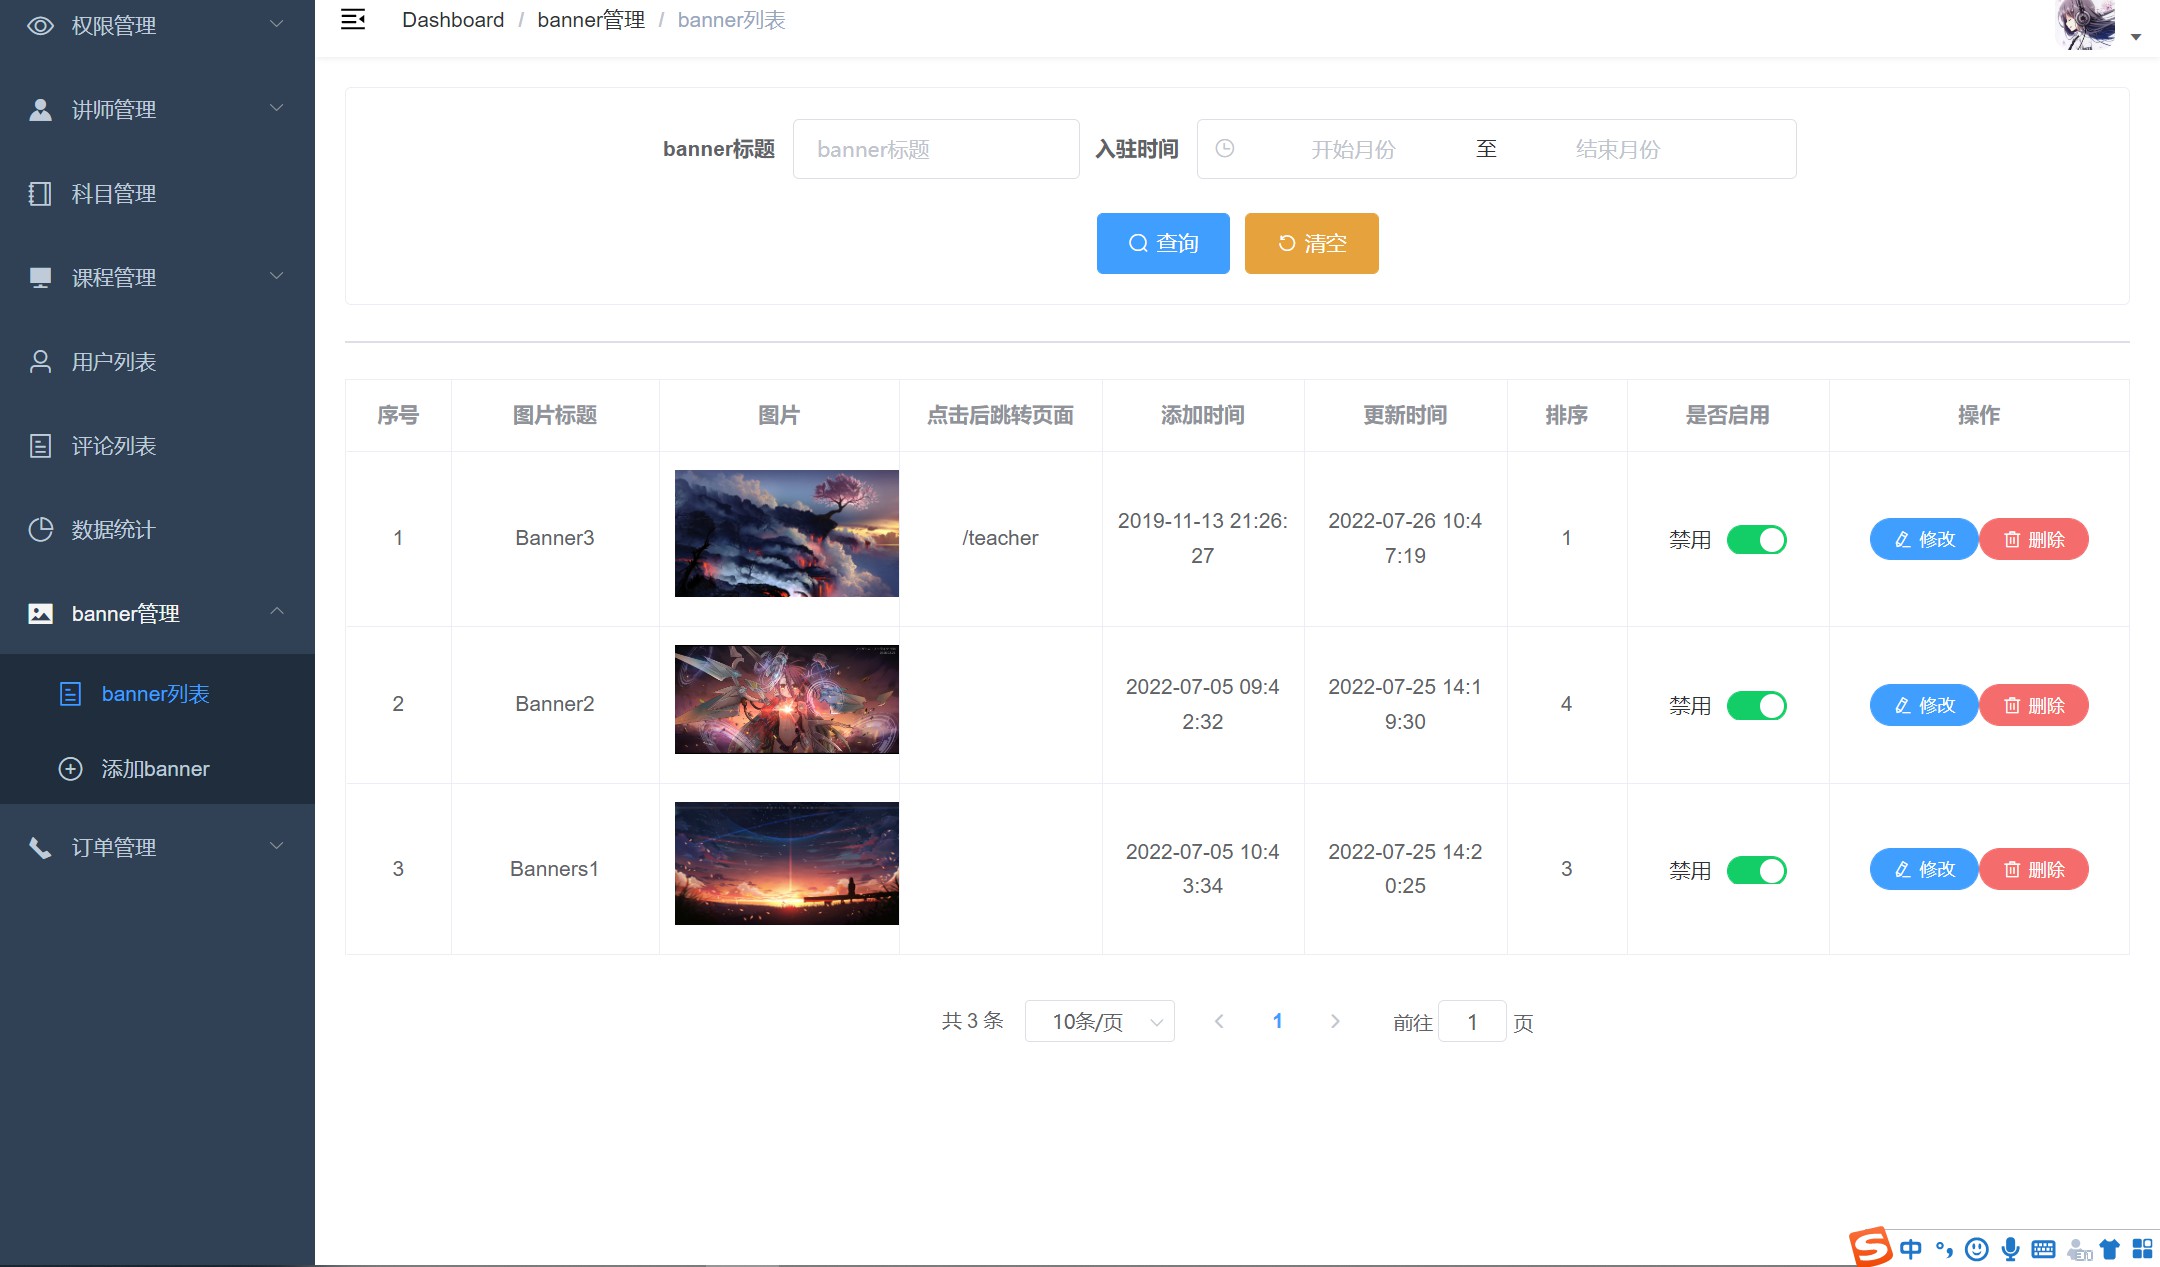 权限管理
讲师管理
科目管理
课程管理
用户列表
评论列表
数据统计
banner管理
banner列表
添加banner
订单管理
Dashboard / banner管理 / banner列表
banner标题 banner标题 入驻时间 开始月份 至 结束月份
查询 清空
序号 图片标题 图片 点击后跳转页面 添加时间 更新时间 排序 是否启用 操作
1 Banner3 /teacher 2019-11-13 21:26: 2022-07-26 10:4 1 禁用 修改 删除
27 7:19
2 Banner2 2022-07-05 09:4 2022-07-25 14:1 4 禁用 修改 删除
2:32 9:30
3 Banners1 2022-07-05 10:4 2022-07-25 14:2 3 禁用 修改 删除
3:34 0:25
共 3 条 10条/页 1 前往 1 页
S 中 °, En